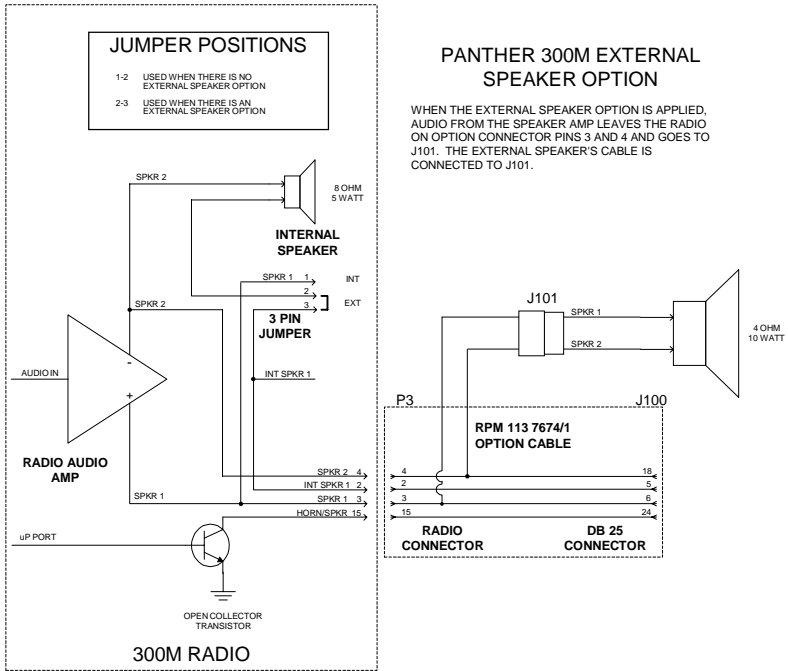 JUMPER POSITIONS
1-2 USED WHEN THERE IS NO
EXTERNAL SPEAKER OPTION
2-3 USED WHEN THERE IS AN
EXTERNAL SPEAKER OPTION
PANTHER 300M EXTERNAL
SPEAKER OPTION
WHEN THE EXTERNAL SPEAKER OPTION IS APPLIED,
AUDIO FROM THE SPEAKER AMP LEAVES THE RADIO
ON OPTION CONNECTOR PINS 3 AND 4 AND GOES TO
J101. THE EXTERNAL SPEAKER'S CABLE IS
CONNECTED TO J101.
SPKR 2
8 OHM
5 WATT
INTERNAL
SPEAKER
SPKR 1 1 INT
2
SPKR 2
3 EXT
3 PIN
JUMPER
J101
SPKR 1
SPKR 2
4 OHM
10 WATT
AUDIO IN
-
+
INT SPKR 1
RADIO AUDIO
AMP
P3
J100
RPM 113 7674/1
OPTION CABLE
SPKR 2 4
INT SPKR 1 2
SPKR 1
SPKR 1 3
HORN/SPKR 15
4 18
2 5
3 6
15 24
RADIO
CONNECTOR
DB 25
CONNECTOR
uP PORT
OPEN COLLECTOR
TRANSISTOR
300M RADIO